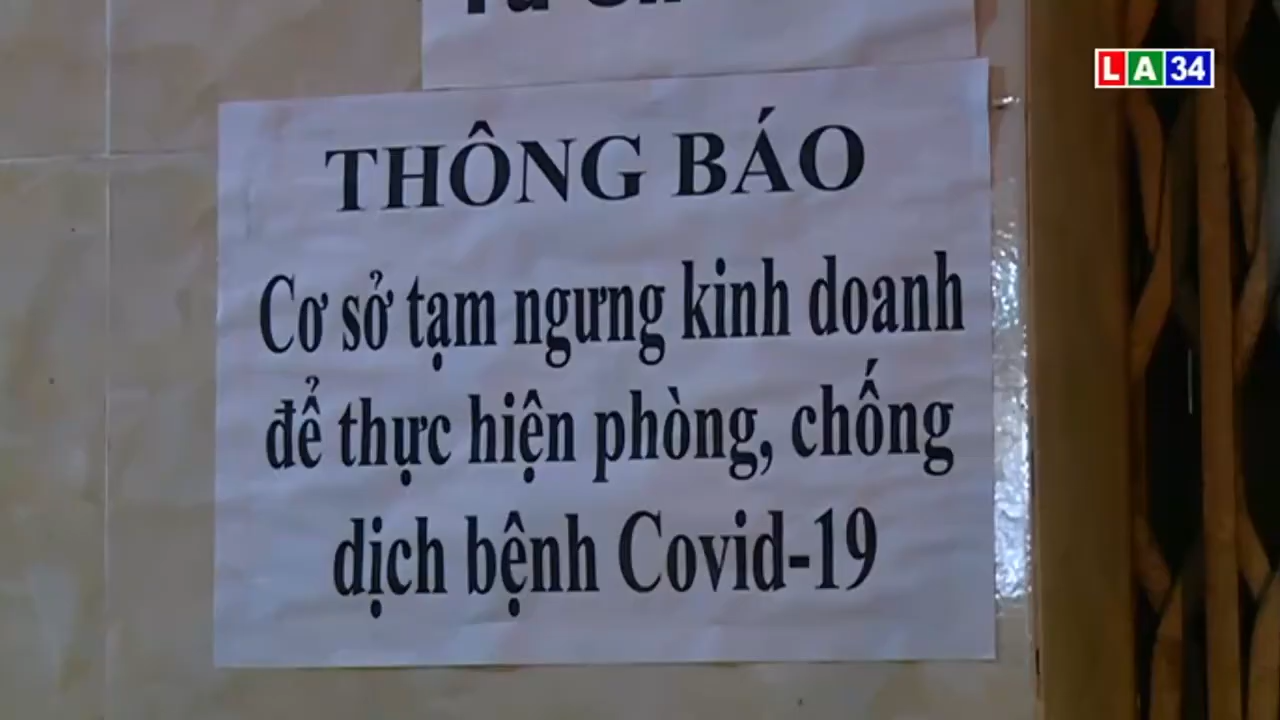 LA34
THÔNG BÁO
Cơ sở tạm ngưng kinh doanh
để thực hiện phòng, chống
dịch bệnh Covid-19